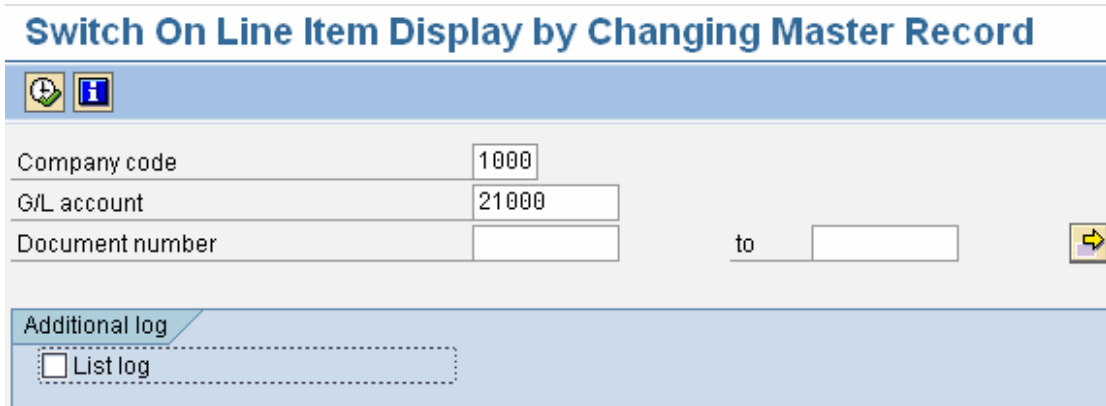 Switch On Line Item Display by Changing Master Record
Company code 1000
G/L account 21000
Document number to
Additional log
List log